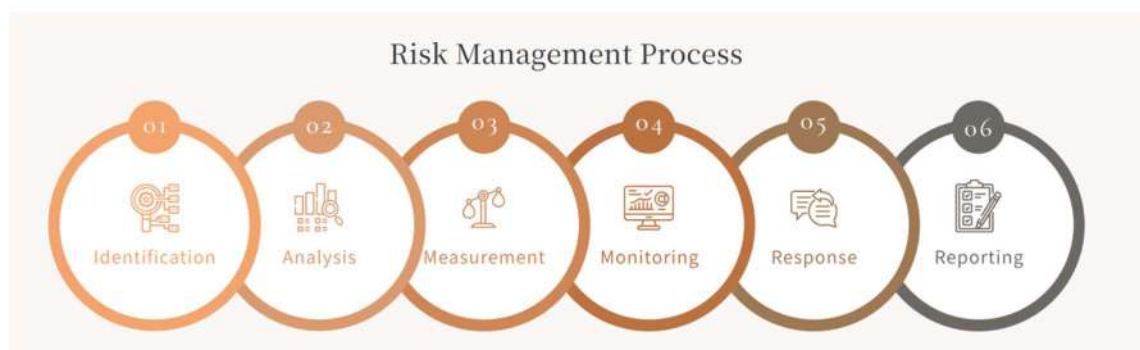 Risk Management Process
01
02
03
04
05
06
Identification
Analysis
Measurement
Monitoring
Response
Reporting